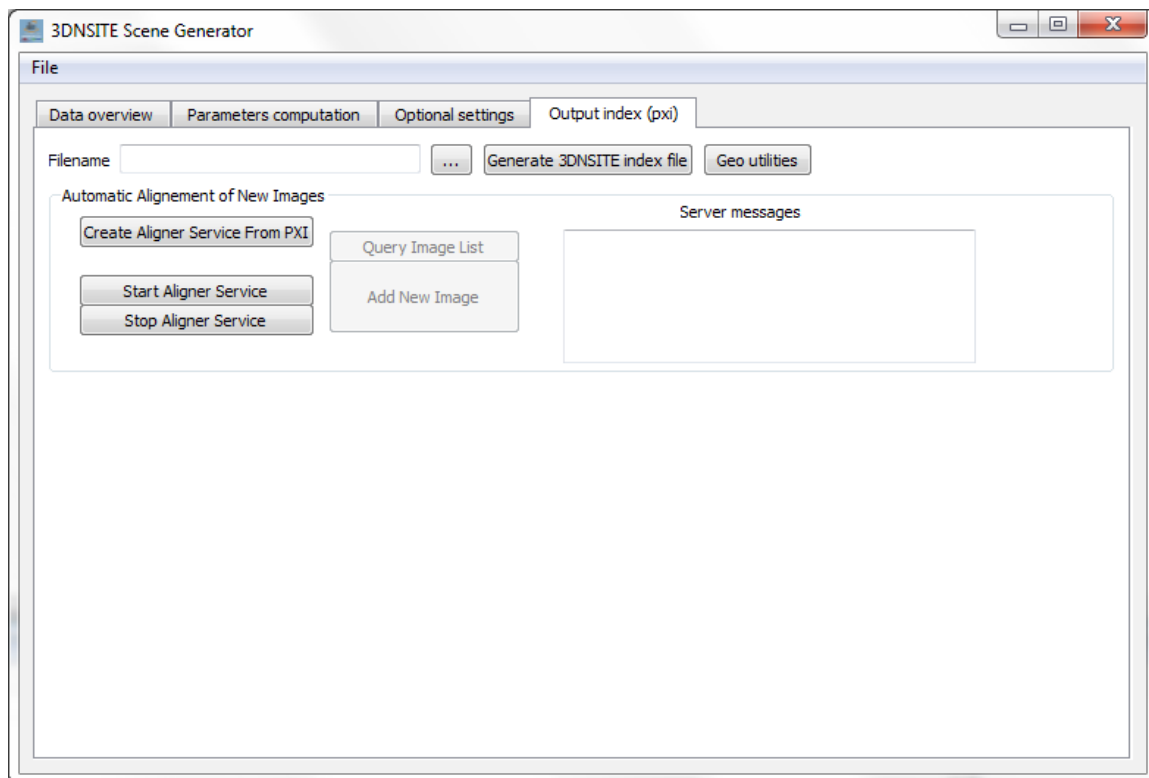 3DNSITE Scene Generator
File
Data overview Parameters computation Optional settings Output index (pxi)
Filename ... Generate 3DNSITE index file Geo utilities
Automatic Alignement of New Images
Server messages
Create Aligner Service From PXI
Query Image List
Start Aligner Service
Add New Image
Stop Aligner Service